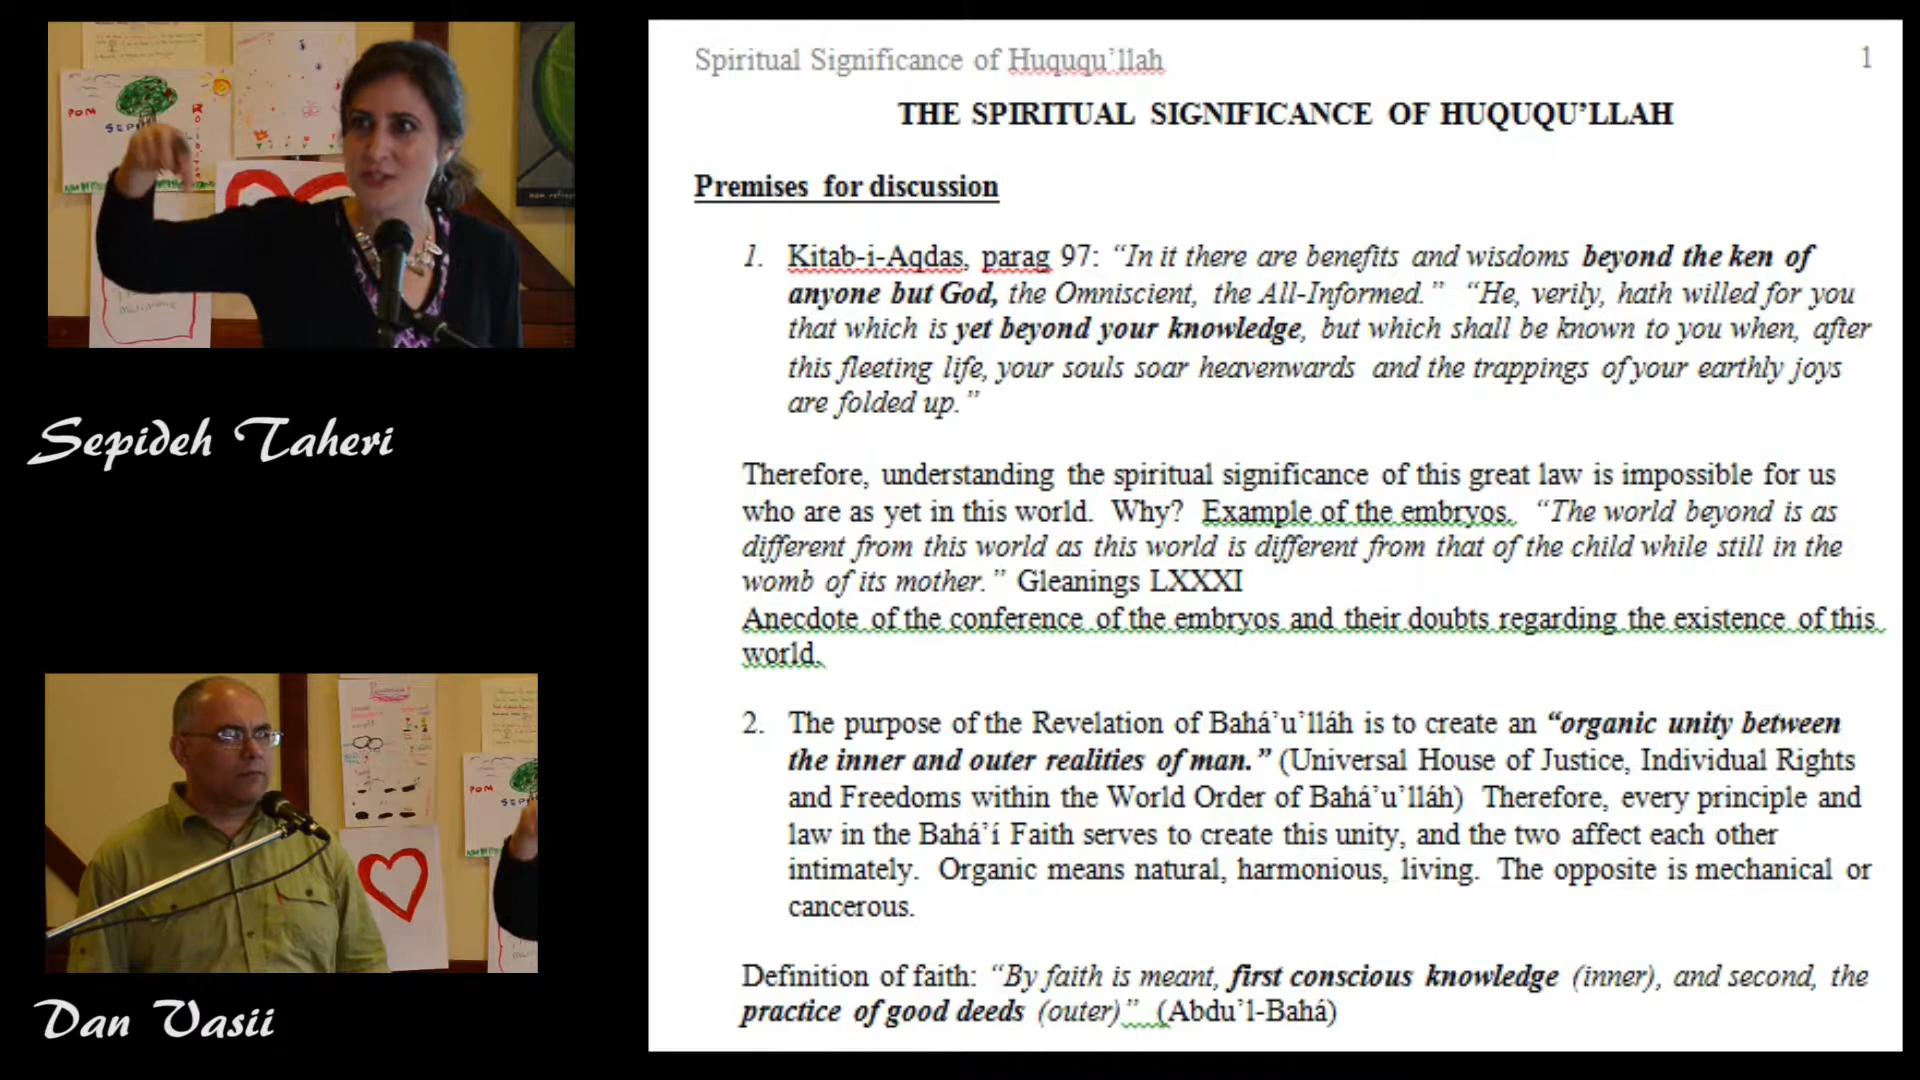 POM
SEP
Sepideh Taheri
POM
SEP
Dan Vasii
Spiritual Significance of Huququ’llah 1
THE SPIRITUAL SIGNIFICANCE OF HUQUQU’LLAH
Premises for discussion
1. Kitab-i-Aqdas, parag 97: “In it there are benefits and wisdoms beyond the ken of
anyone but God, the Omniscient, the All-Informed.” “He, verily, hath willed for you
that which is yet beyond your knowledge, but which shall be known to you when, after
this fleeting life, your souls soar heavenwards and the trappings of your earthly joys
are folded up.”
Therefore, understanding the spiritual significance of this great law is impossible for us
who are as yet in this world. Why? Example of the embryos. “The world beyond is as
different from this world as this world is different from that of the child while still in the
womb of its mother.” Gleanings LXXXI
Anecdote of the conference of the embryos and their doubts regarding the existence of this
world.
2. The purpose of the Revelation of Bahá’u’lláh is to create an “organic unity between
the inner and outer realities of man.” (Universal House of Justice, Individual Rights
and Freedoms within the World Order of Bahá’u’lláh) Therefore, every principle and
law in the Bahá’í Faith serves to create this unity, and the two affect each other
intimately. Organic means natural, harmonious, living. The opposite is mechanical or
cancerous.
Definition of faith: “By faith is meant, first conscious knowledge (inner), and second, the
practice of good deeds (outer)” (Abdu’l-Bahá)